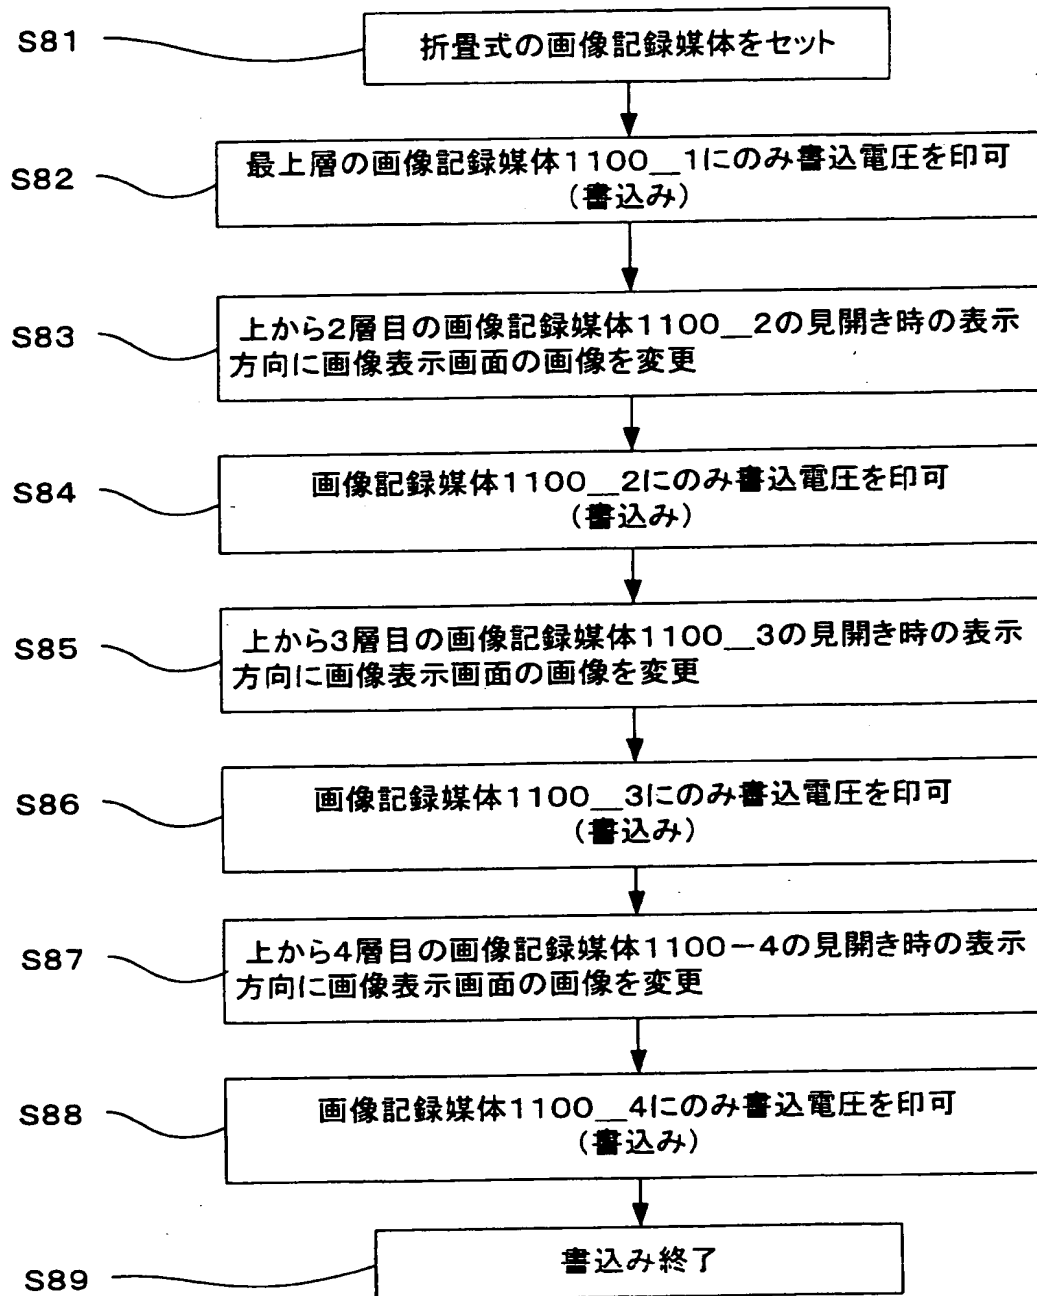 S81
折畳式の画像記録媒体をセット
S82
最上層の画像記録媒体1100__1にのみ書込電圧を印可
(書込み)
S83
上から2層目の画像記録媒体1100__2の見開き時の表示
方向に画像表示画面の画像を変更
S84
画像記録媒体1100__2にのみ書込電圧を印可
(書込み)
S85
上から3層目の画像記録媒体1100__3の見開き時の表示
方向に画像表示画面の画像を変更
S86
画像記録媒体1100__3にのみ書込電圧を印可
(書込み)
S87
上から4層目の画像記録媒体1100-4の見開き時の表示
方向に画像表示画面の画像を変更
S88
画像記録媒体1100__4にのみ書込電圧を印可
(書込み)
S89
書込み終了